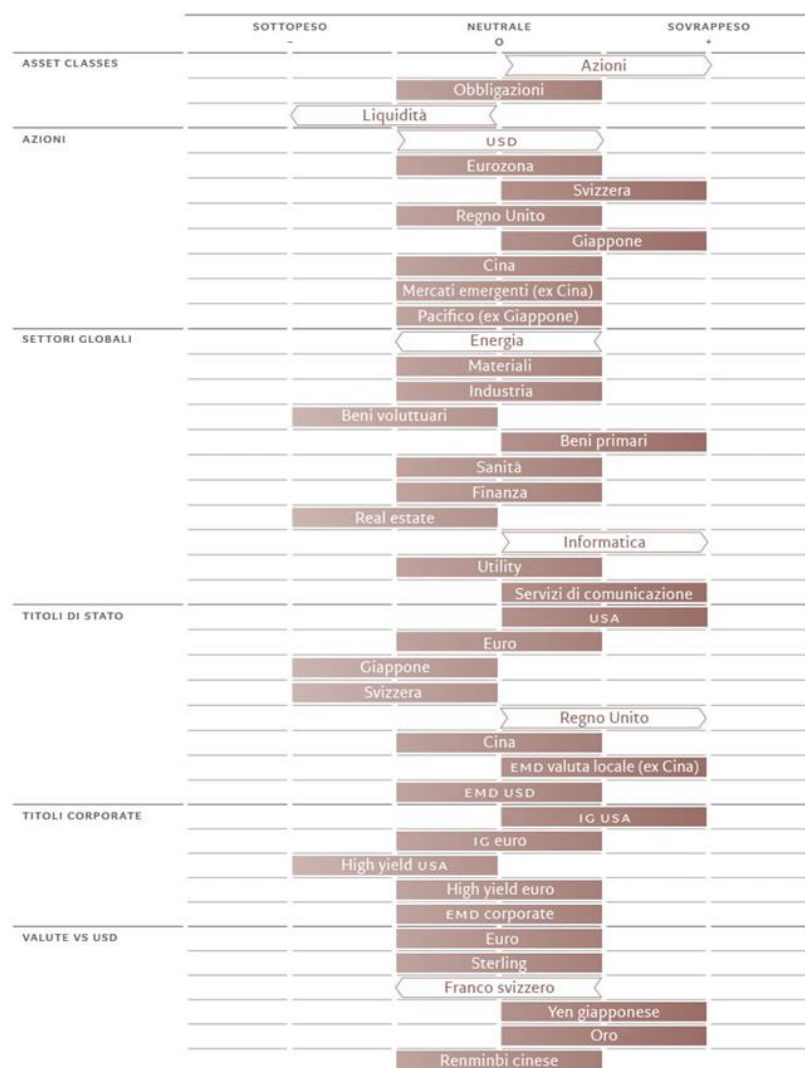 SOTTOPESO NEUTRALE SOVRAPPESO
– O +
ASSET CLASSES Azioni
Obbligazioni
Liquidità
AZIONI USD
Eurozona
Svizzera
Regno Unito
Giappone
Cina
Mercati emergenti (ex Cina)
Pacifico (ex Giappone)
SETTORI GLOBALI Energia
Materiali
Industria
Beni voluttuari
Beni primari
Sanità
Finanza
Real estate
Informatica
Utility
Servizi di comunicazione
TITOLI DI STATO USA
Euro
Giappone
Svizzera
Regno Unito
Cina
EMD valuta locale (ex Cina)
EMD USD
TITOLI CORPORATE IG USA
IG euro
High yield USA
High yield euro
EMD corporate
VALUTE VS USD Euro
Sterling
Franco svizzero
Yen giapponese
Oro
Renminbi cinese